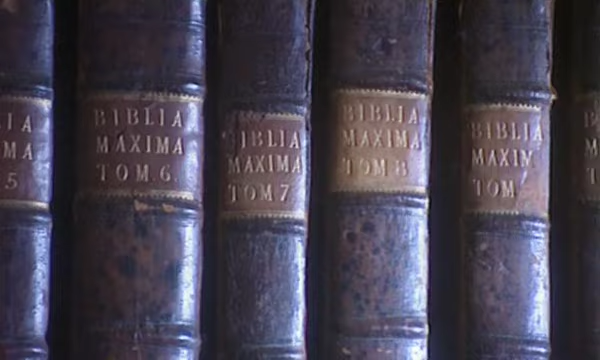 IA
MA
5
BIBLIA
MAXIMA
TOM.6.
BIBLIA
MAXIMA
TOM 7
BIBLIA
MAXIMA
TOM 8
BIBLIA
MAXIM
TOM
B
M
T